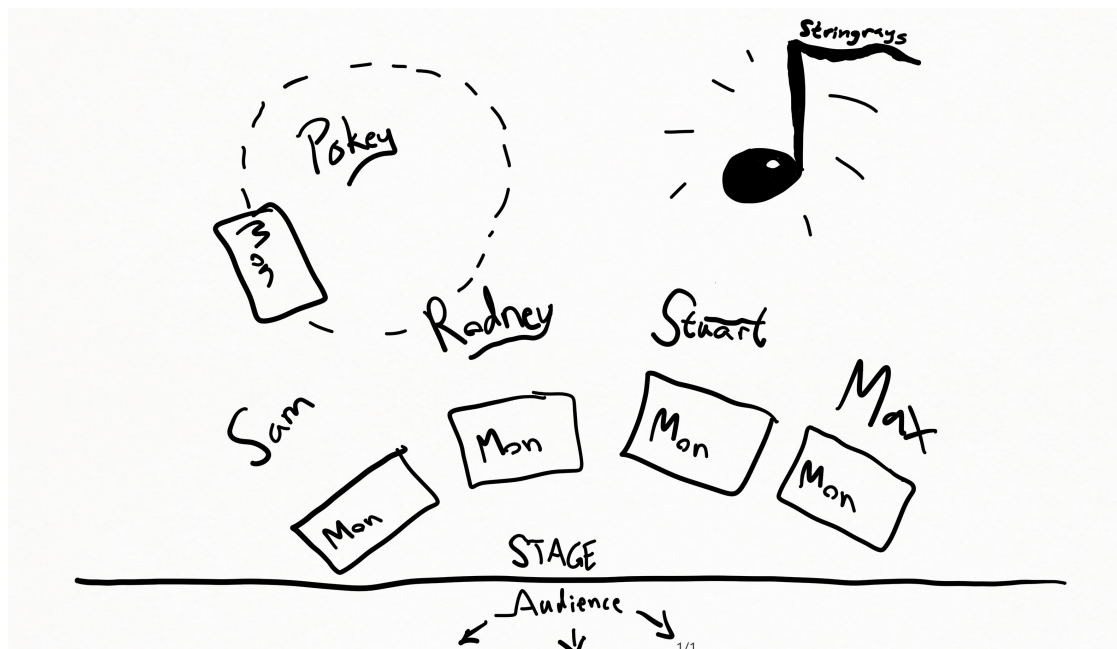 Stringrays
Pokey
Mon
Rodney
Stuart
Sam
Max
Mon
Mon
Mon
Mon
STAGE
Audience
1/1